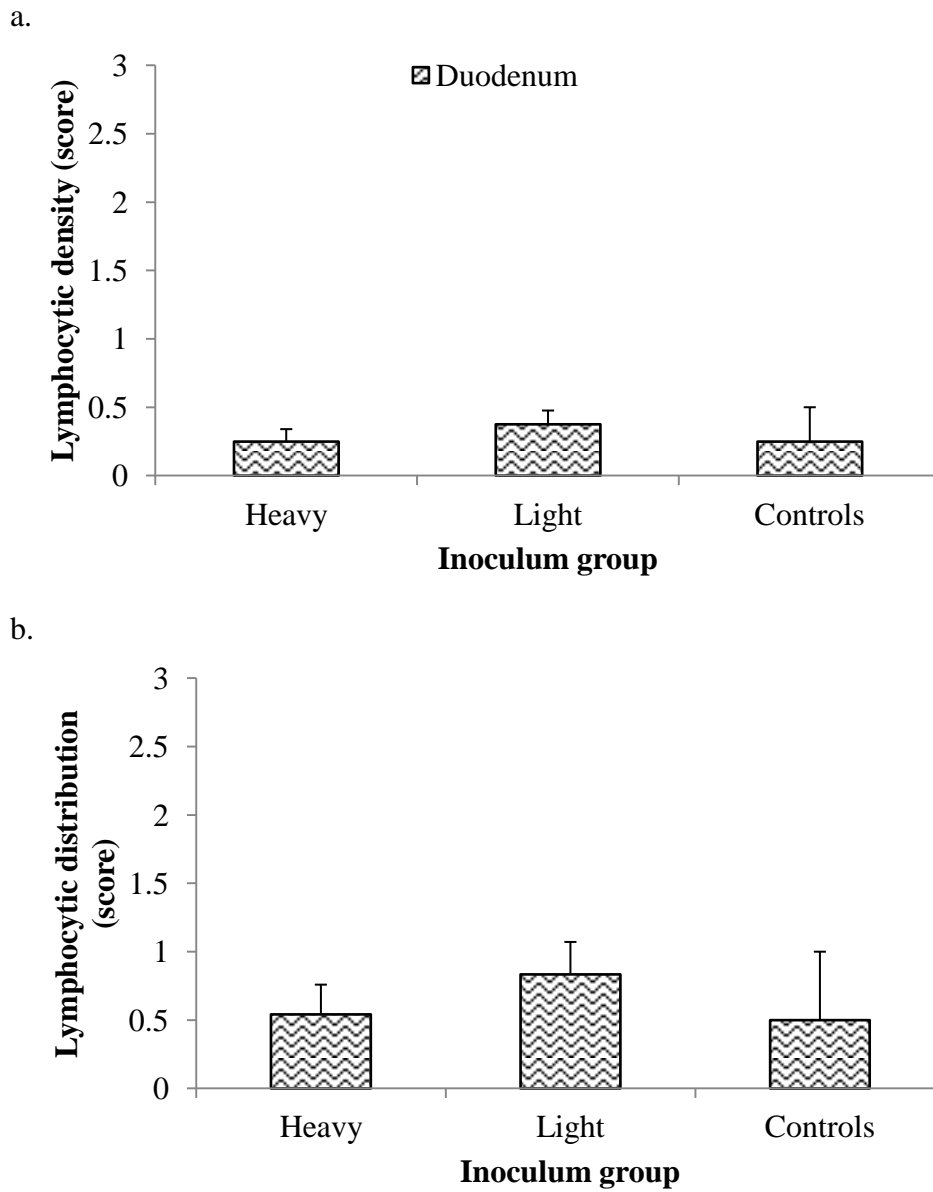 a.
3
Duodenum
2.5
2
1.5
1
0.5
0
Lymphocytic density (score)
Heavy Light Controls
Inoculum group
b.
3
2.5
2
1.5
1
0.5
0
Lymphocytic distribution
(score)
Heavy Light Controls
Inoculum group